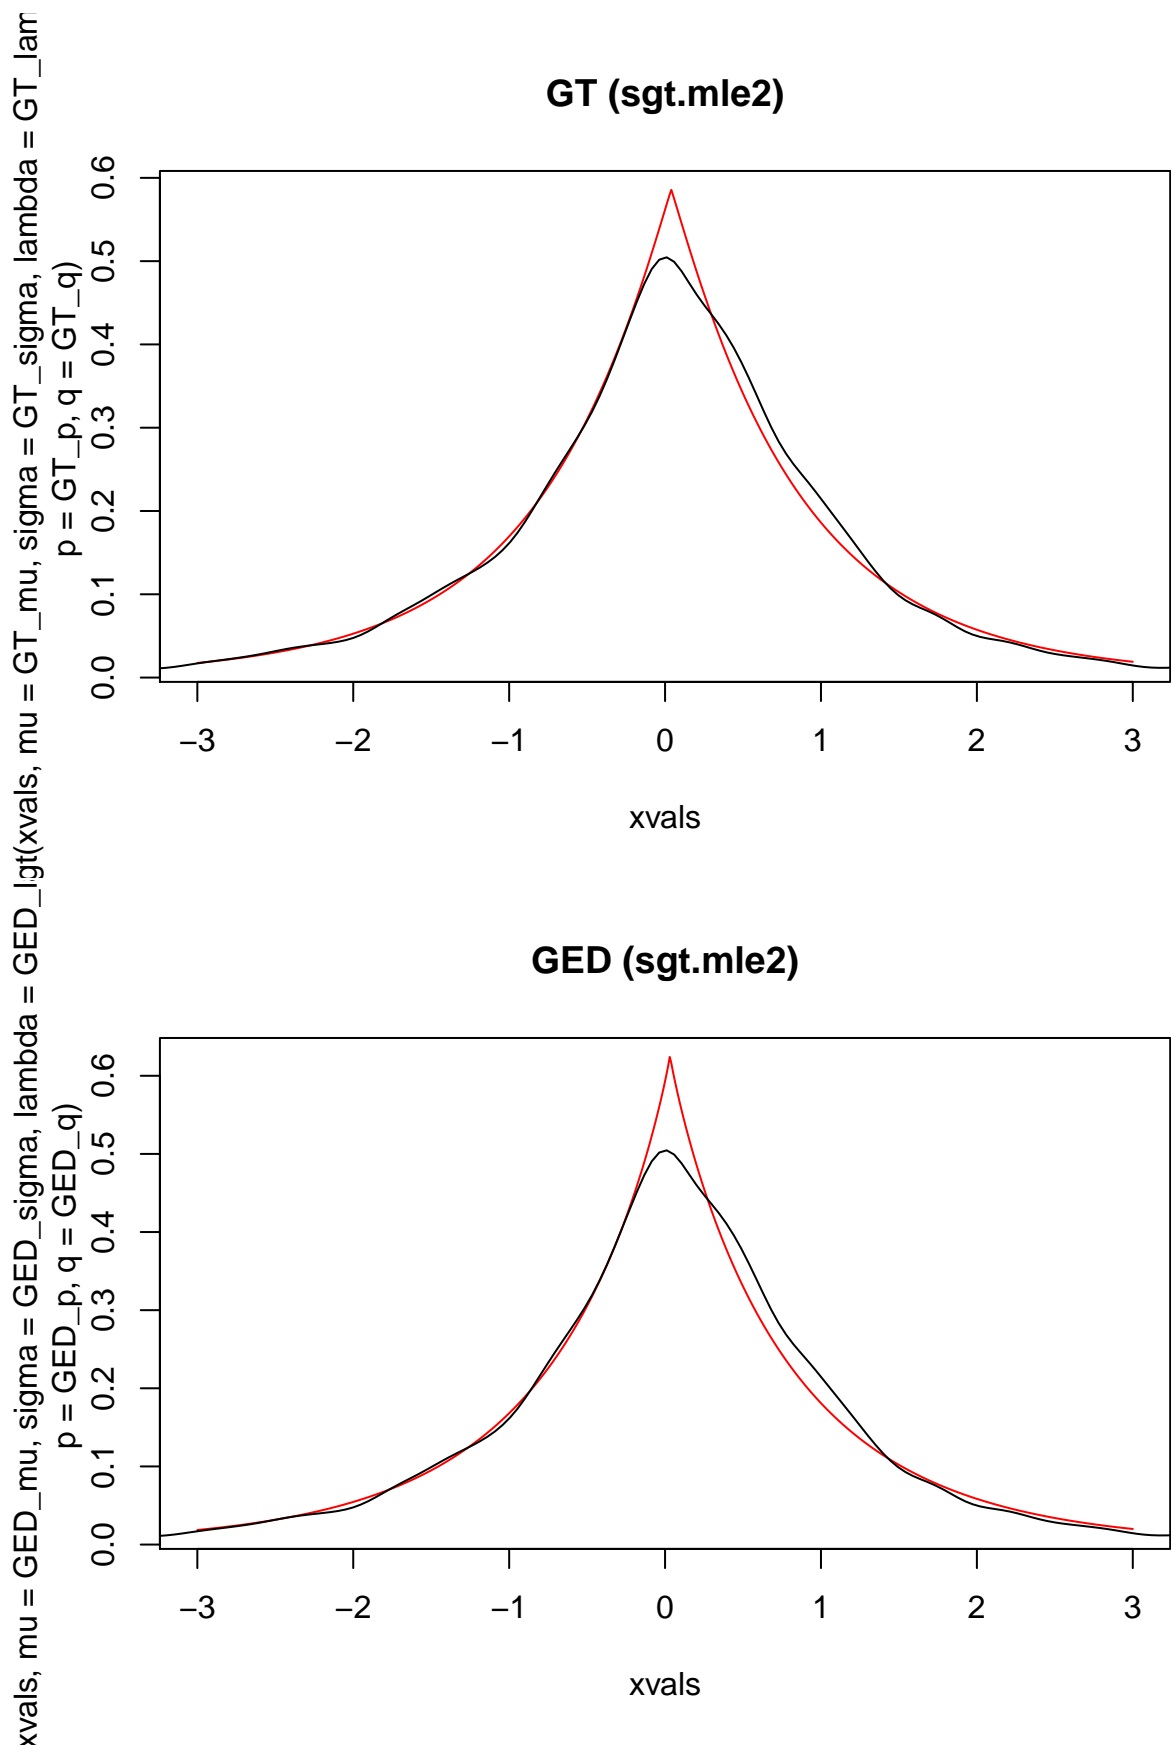 GT (sgt.mle2)
xvals, mu = GT_mu, sigma = GT_sigma, lambda = GT_lam
p = GT_p, q = GT_q)
0.6
0.5
0.4
0.3
0.2
0.1
0.0
−3 −2 −1 0 1 2 3
xvals
GED (sgt.mle2)
xvals, mu = GED_mu, sigma = GED_sigma, lambda = GED_
p = GED_p, q = GED_q)
0.6
0.5
0.4
0.3
0.2
0.1
0.0
−3 −2 −1 0 1 2 3
xvals